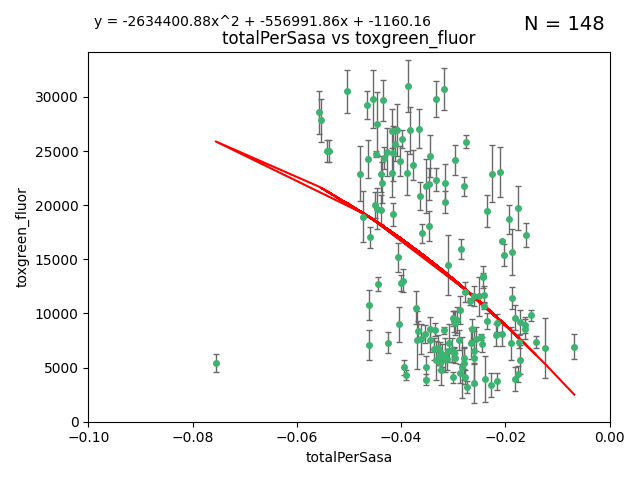 y = -2634400.88x^2 + -556991.86x + -1160.16
N = 148
totalPerSasa vs toxgreen_fluor
30000
25000
20000
15000
10000
5000
0
toxgreen_fluor
−0.10 −0.08 −0.06 −0.04 −0.02 0.00
totalPerSasa